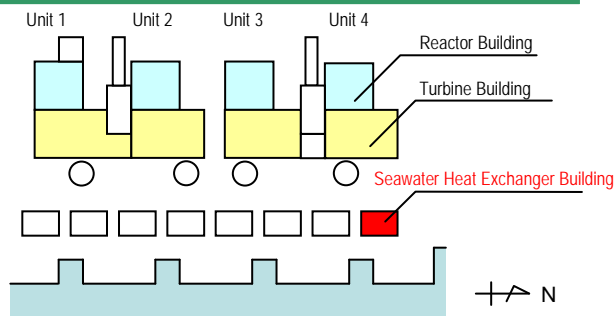 Unit 1 Unit 2 Unit 3 Unit 4
Reactor Building
Turbine Building
Seawater Heat Exchanger Building
N